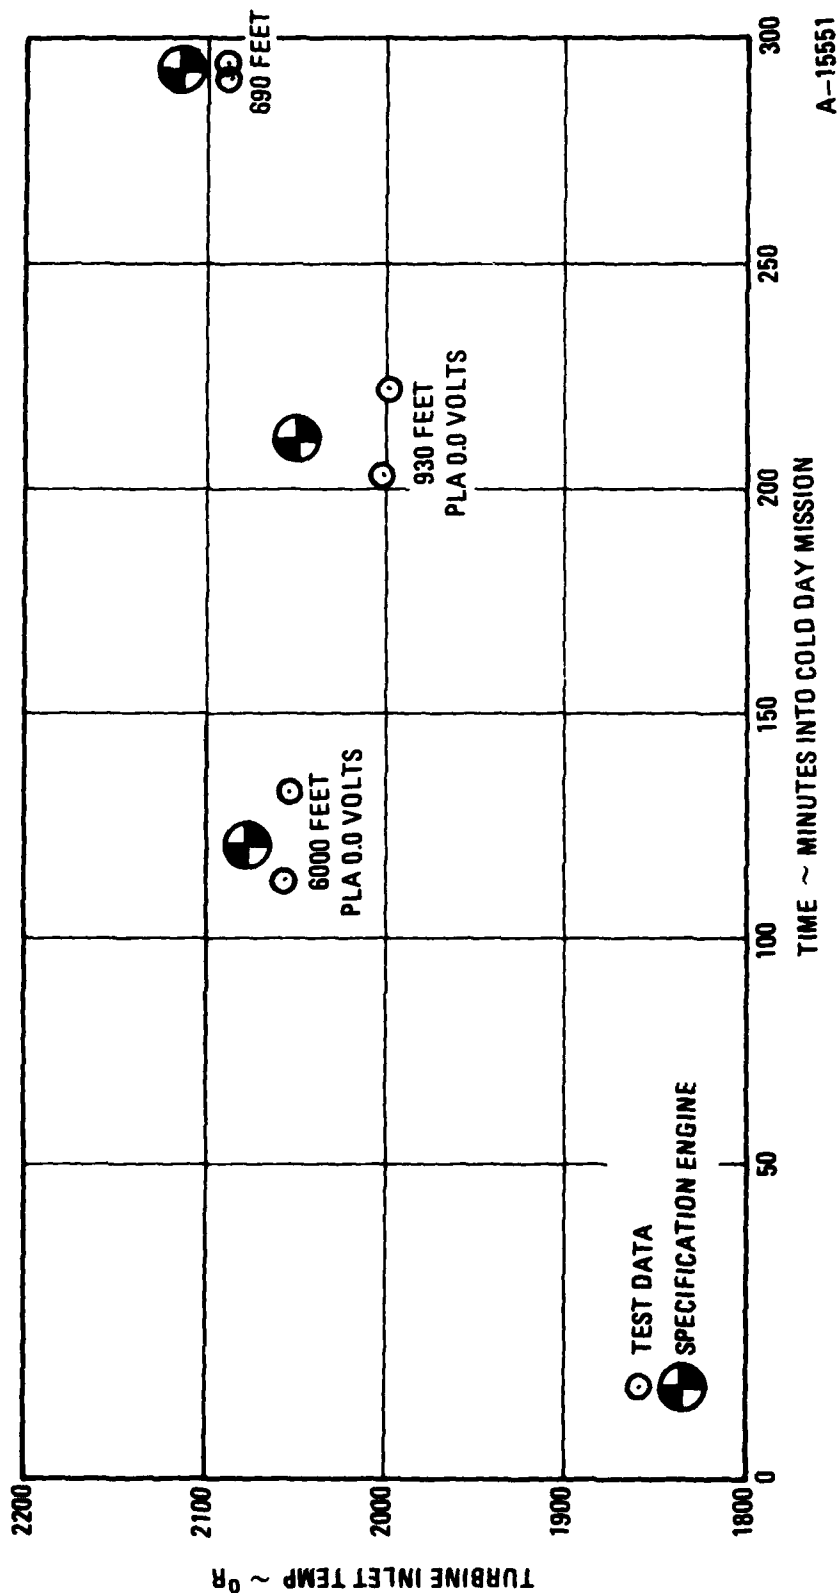 TURBINE INLET TEMP ~ ⁰R
2200
2100
2000
1900
1800
0
50
100
150
200
250
300
TIME ~ MINUTES INTO COLD DAY MISSION
6000 FEET
PLA 0.0 VOLTS
930 FEET
PLA 0.0 VOLTS
690 FEET
TEST DATA
SPECIFICATION ENGINE
A-15551